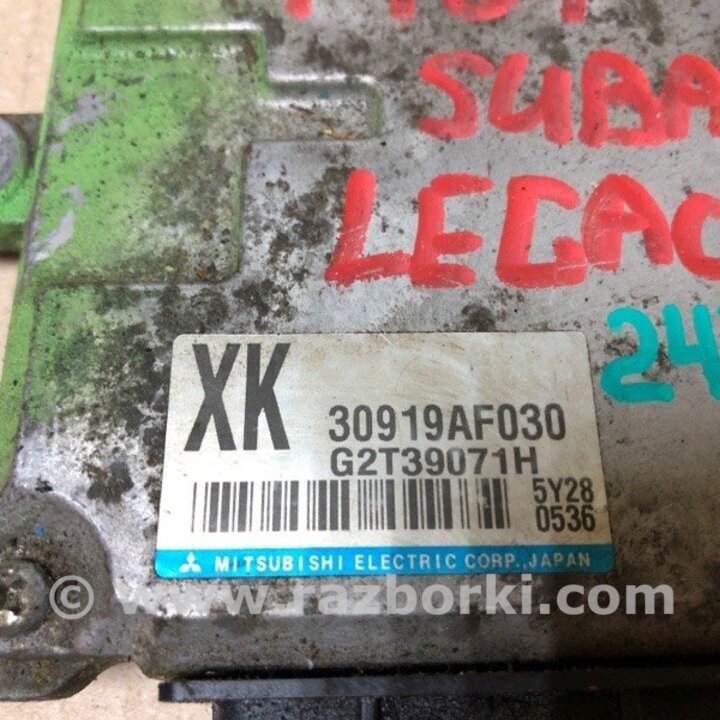 SUBA
LEGAC
24
XK
30919AF030
G2T39071H
5Y28
0536
MITSUBISHI ELECTRIC CORP., JAPAN
© www.razborki.com